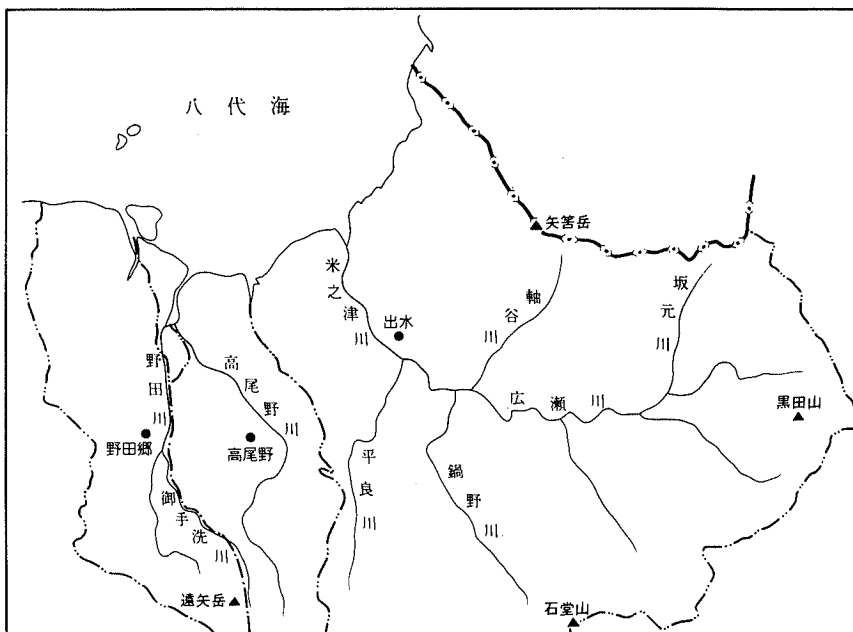 八代海
矢筈岳
米之津川
出水
軸谷川
坂元川
広瀬川
黒田山
野田川
高尾野川
野田郷
高尾野
平良川
鍋野川
御手洗川
遠矢岳
石堂山